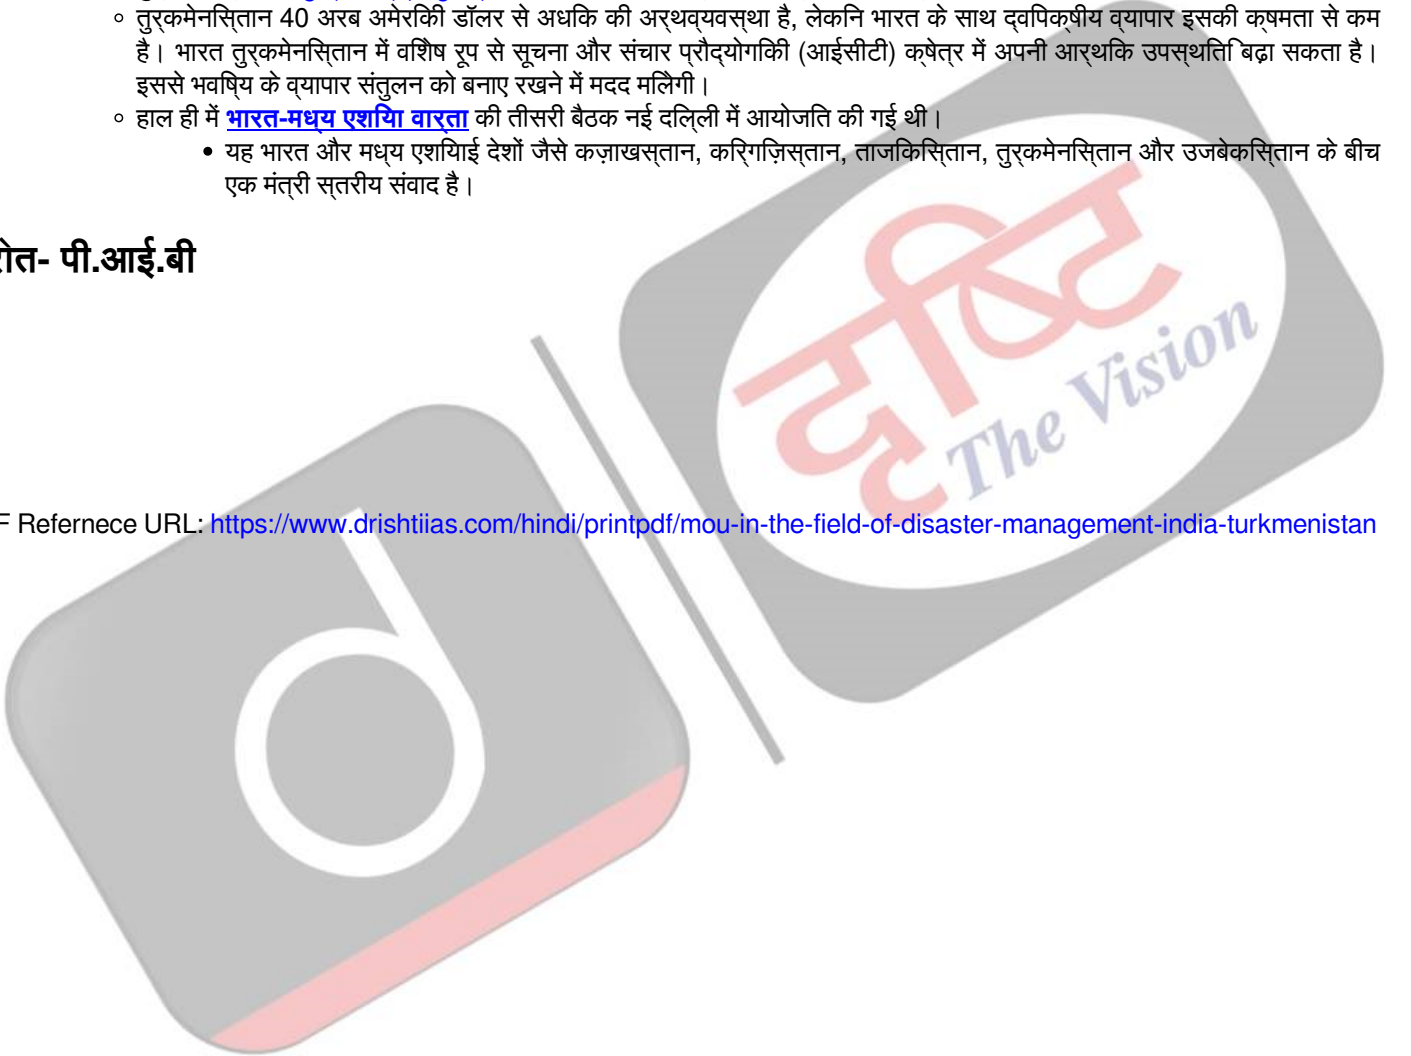 तुर्कमेनिस्तान 40 अरब अमेरिकी डॉलर से अधिक की अर्थव्यवस्था है, लेकिन भारत के साथ द्विपक्षीय व्यापार इसकी क्षमता से कम
है। भारत तुर्कमेनिस्तान में विशेष रूप से सूचना और संचार प्रौद्योगिकी (आईसीटी) क्षेत्र में अपनी आर्थिक उपस्थिति बढ़ा सकता है।
इससे भविष्य के व्यापार संतुलन को बनाए रखने में मदद मिलेगी।
हाल ही में भारत-मध्य एशिया वार्ता की तीसरी बैठक नई दिल्ली में आयोजित की गई थी।
यह भारत और मध्य एशियाई देशों जैसे कज़ाखस्तान, किर्गिज़स्तान, ताजिकिस्तान, तुर्कमेनिस्तान और उजबेकिस्तान के बीच
एक मंत्री स्तरीय संवाद है।
पी.आई.बी
दृष्टि
The Vision
F Refernece URL: https://www.drishtiias.com/hindi/printpdf/mou-in-the-field-of-disaster-management-india-turkmenistan